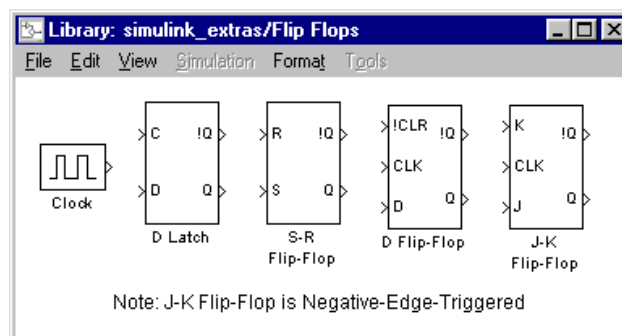 Library: simulink_extras/Flip Flops
File Edit View Simulation Format Tools
C !Q
D Q
D Latch
R !Q
S Q
S-R
Flip-Flop
!CLR !Q
CLK
D Q
D Flip-Flop
K !Q
CLK
J Q
J-K
Flip-Flop
Clock
Note: J-K Flip-Flop is Negative-Edge-Triggered